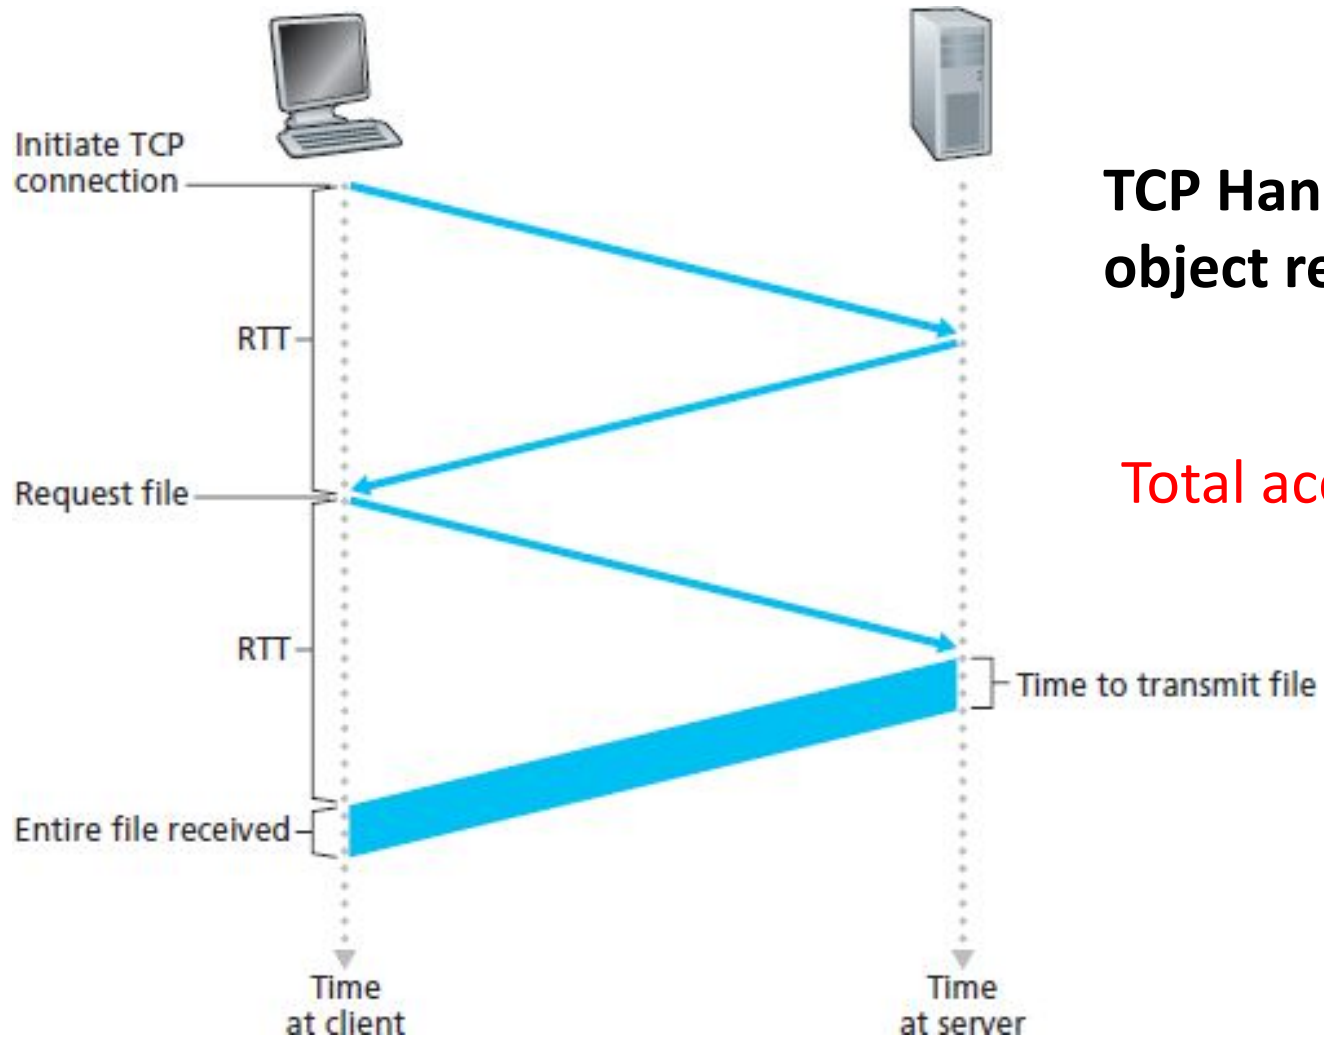 Initiate TCP
connection
TCP Han
object re
RTT
Total acc
Request file
RTT
Time to transmit file
Entire file received
Time
at client
Time
at server